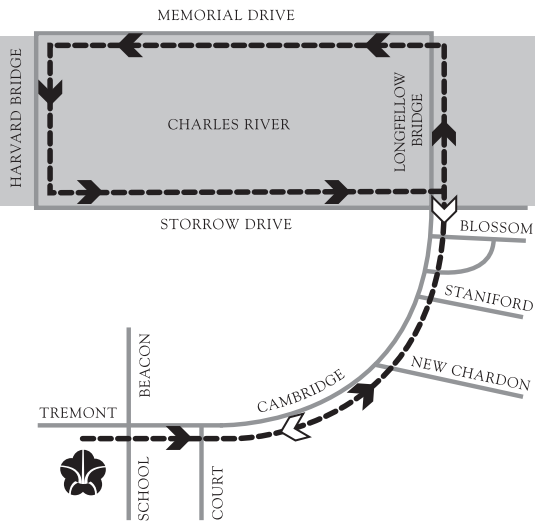 MEMORIAL DRIVE
HARVARD BRIDGE
CHARLES RIVER
LONGFELLOW
BRIDGE
STORROW DRIVE
BLOSSOM
STANIFORD
NEW CHARDON
CAMBRIDGE
BEACON
TREMONT
SCHOOL
COURT